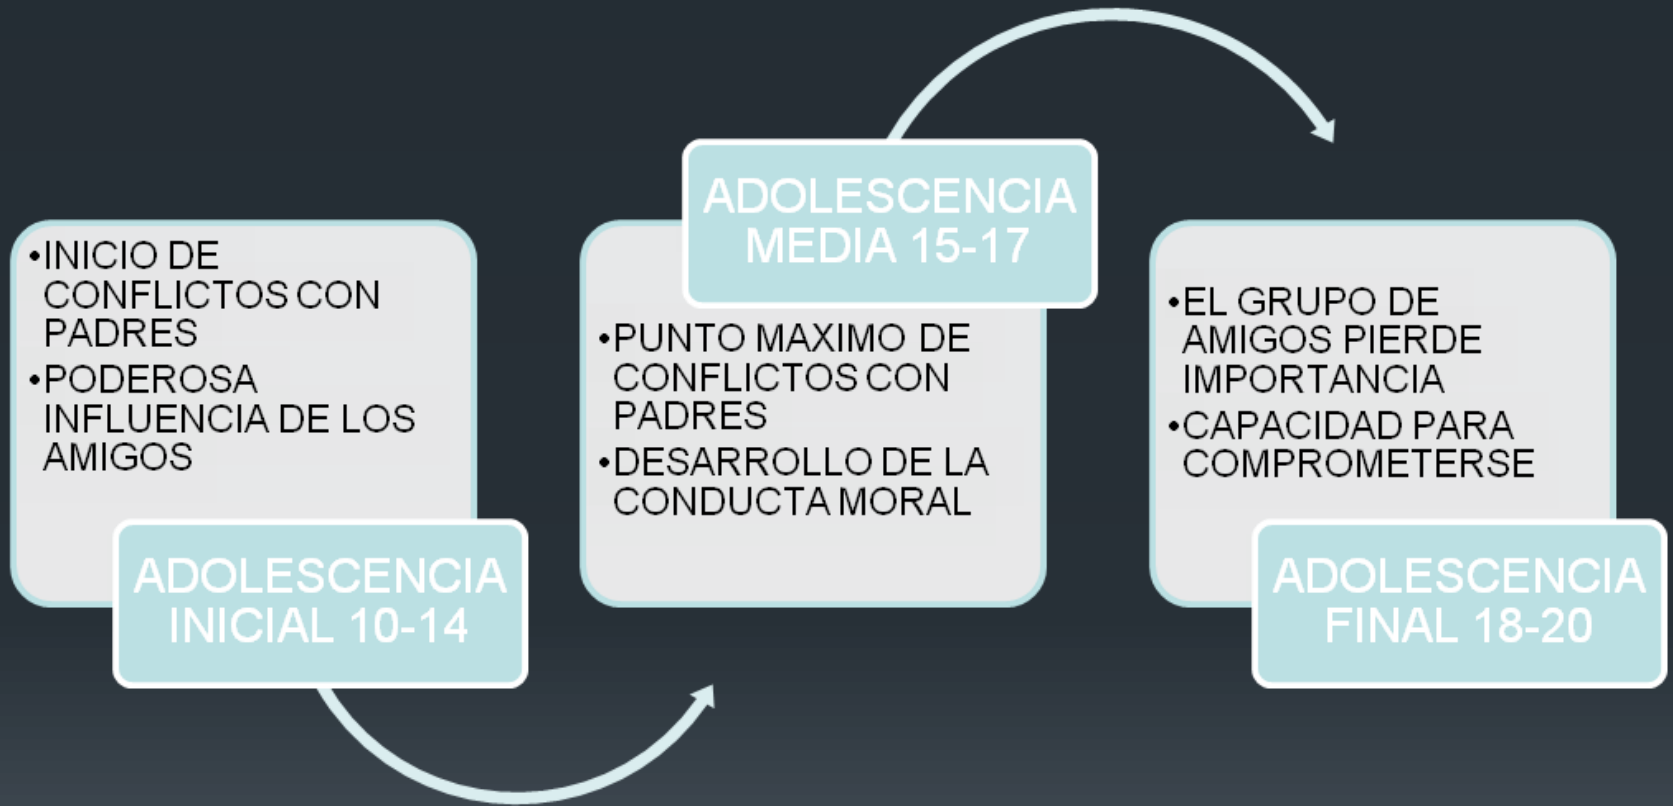 •INICIO DE
CONFLICTOS CON
PADRES
•PODEROSA
INFLUENCIA DE LOS
AMIGOS
ADOLESCENCIA
INICIAL 10-14
ADOLESCENCIA
MEDIA 15-17
•PUNTO MAXIMO DE
CONFLICTOS CON
PADRES
•DESARROLLO DE LA
CONDUCTA MORAL
•EL GRUPO DE
AMIGOS PIERDE
IMPORTANCIA
•CAPACIDAD PARA
COMPROMETERSE
ADOLESCENCIA
FINAL 18-20